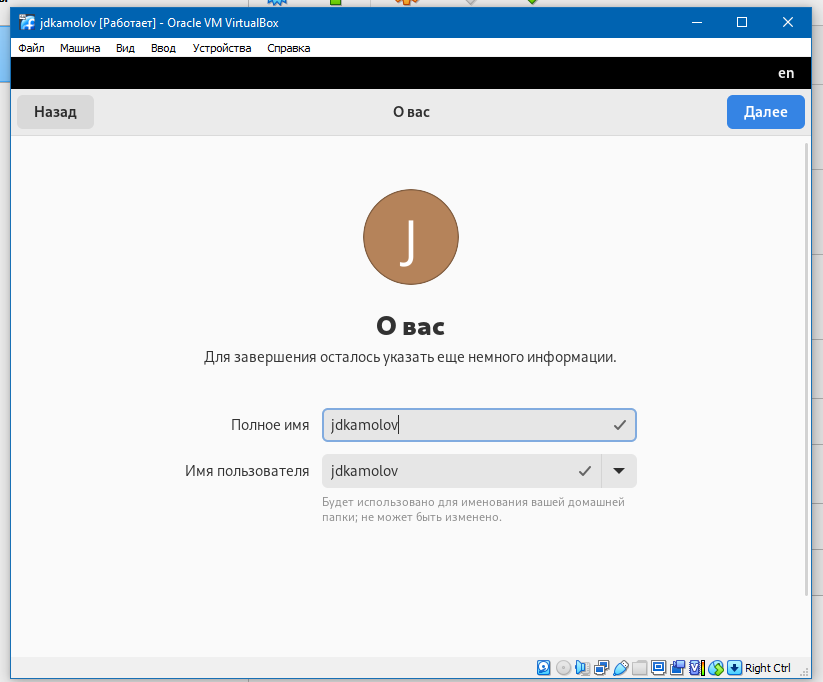 jdkamolov [Работает] - Oracle VM VirtualBox
Файл Машина Вид Ввод Устройства Справка
en
Назад О вас Далее
J
О вас
Для завершения осталось указать еще немного информации.
Полное имя jdkamolov
Имя пользователя jdkamolov
Будет использовано для именования вашей домашней
папки; не может быть изменено.
Right Ctrl